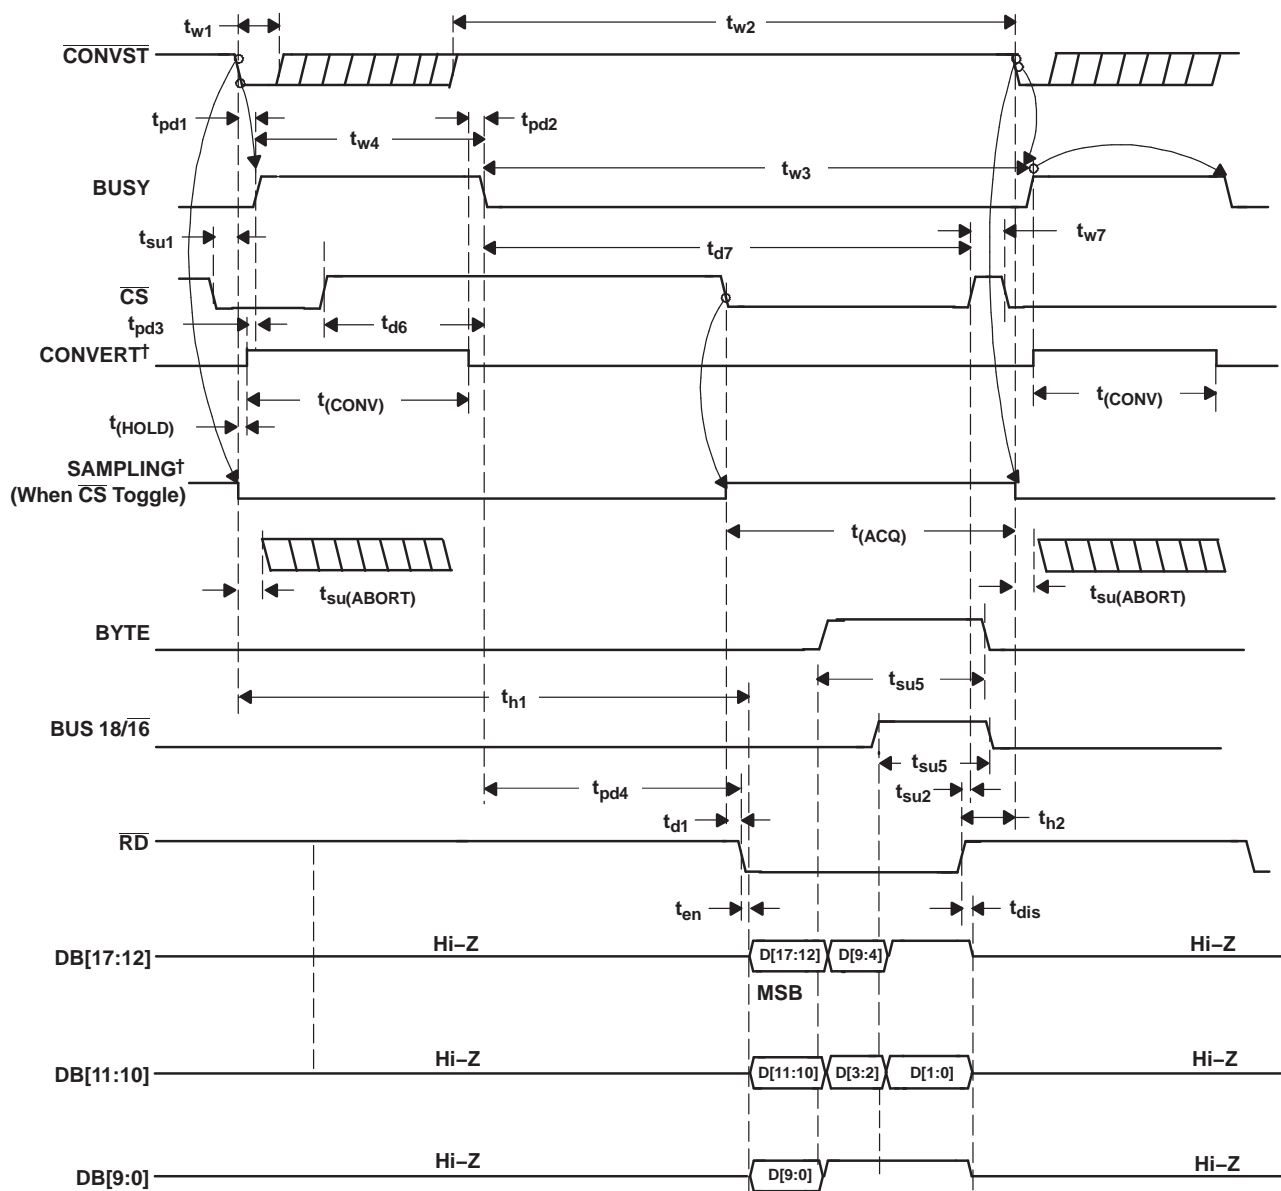 tw1
tw2
CONVST
tpd1
tpd2
tw4
tw3
BUSY
tsu1
tw7
td7
CS
tpd3
td6
CONVERT†
t(CONV)
t(CONV)
t(HOLD)
SAMPLING†
(When CS Toggle)
t(ACQ)
tsu(ABORT)
tsu(ABORT)
BYTE
tsu5
th1
BUS 18/16
tsu5
tpd4
tsu2
td1
th2
RD
ten
tdis
Hi–Z
Hi–Z
DB[17:12]
D[17:12]
D[9:4]
MSB
Hi–Z
Hi–Z
DB[11:10]
D[11:10]
D[3:2]
D[1:0]
Hi–Z
Hi–Z
DB[9:0]
D[9:0]